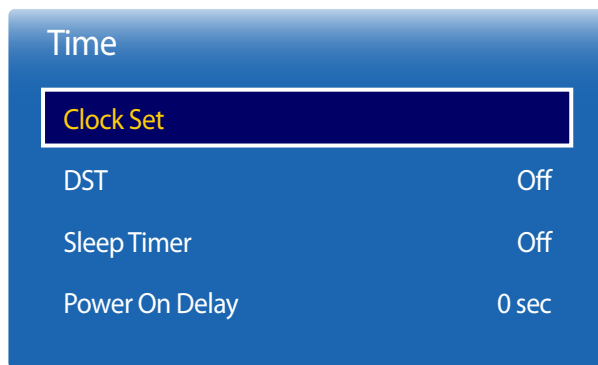 Time
Clock Set
DST Off
Sleep Timer Off
Power On Delay 0 sec